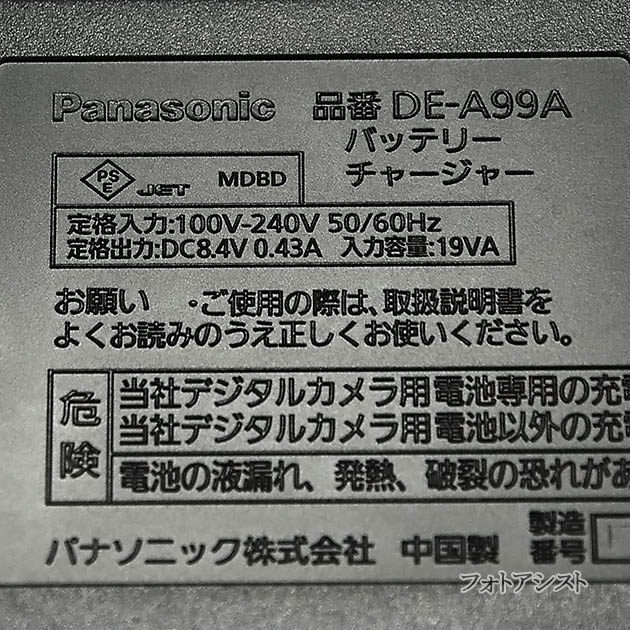 Panasonic 品番 DE-A99A
バッテリー
チャージャー
PS E JET MDBD
定格入力:100V-240V 50/60Hz
定格出力:DC8.4V 0.43A 入力容量:19VA
お願い ・ご使用の際は、取扱説明書を
よくお読みのうえ正しくお使いください。
危険
当社デジタルカメラ用電池専用の充電
当社デジタルカメラ用電池以外の充電
電池の液漏れ、発熱、破裂の恐れがあ
パナソニック株式会社 中国製 製造番号
フォトアシスト